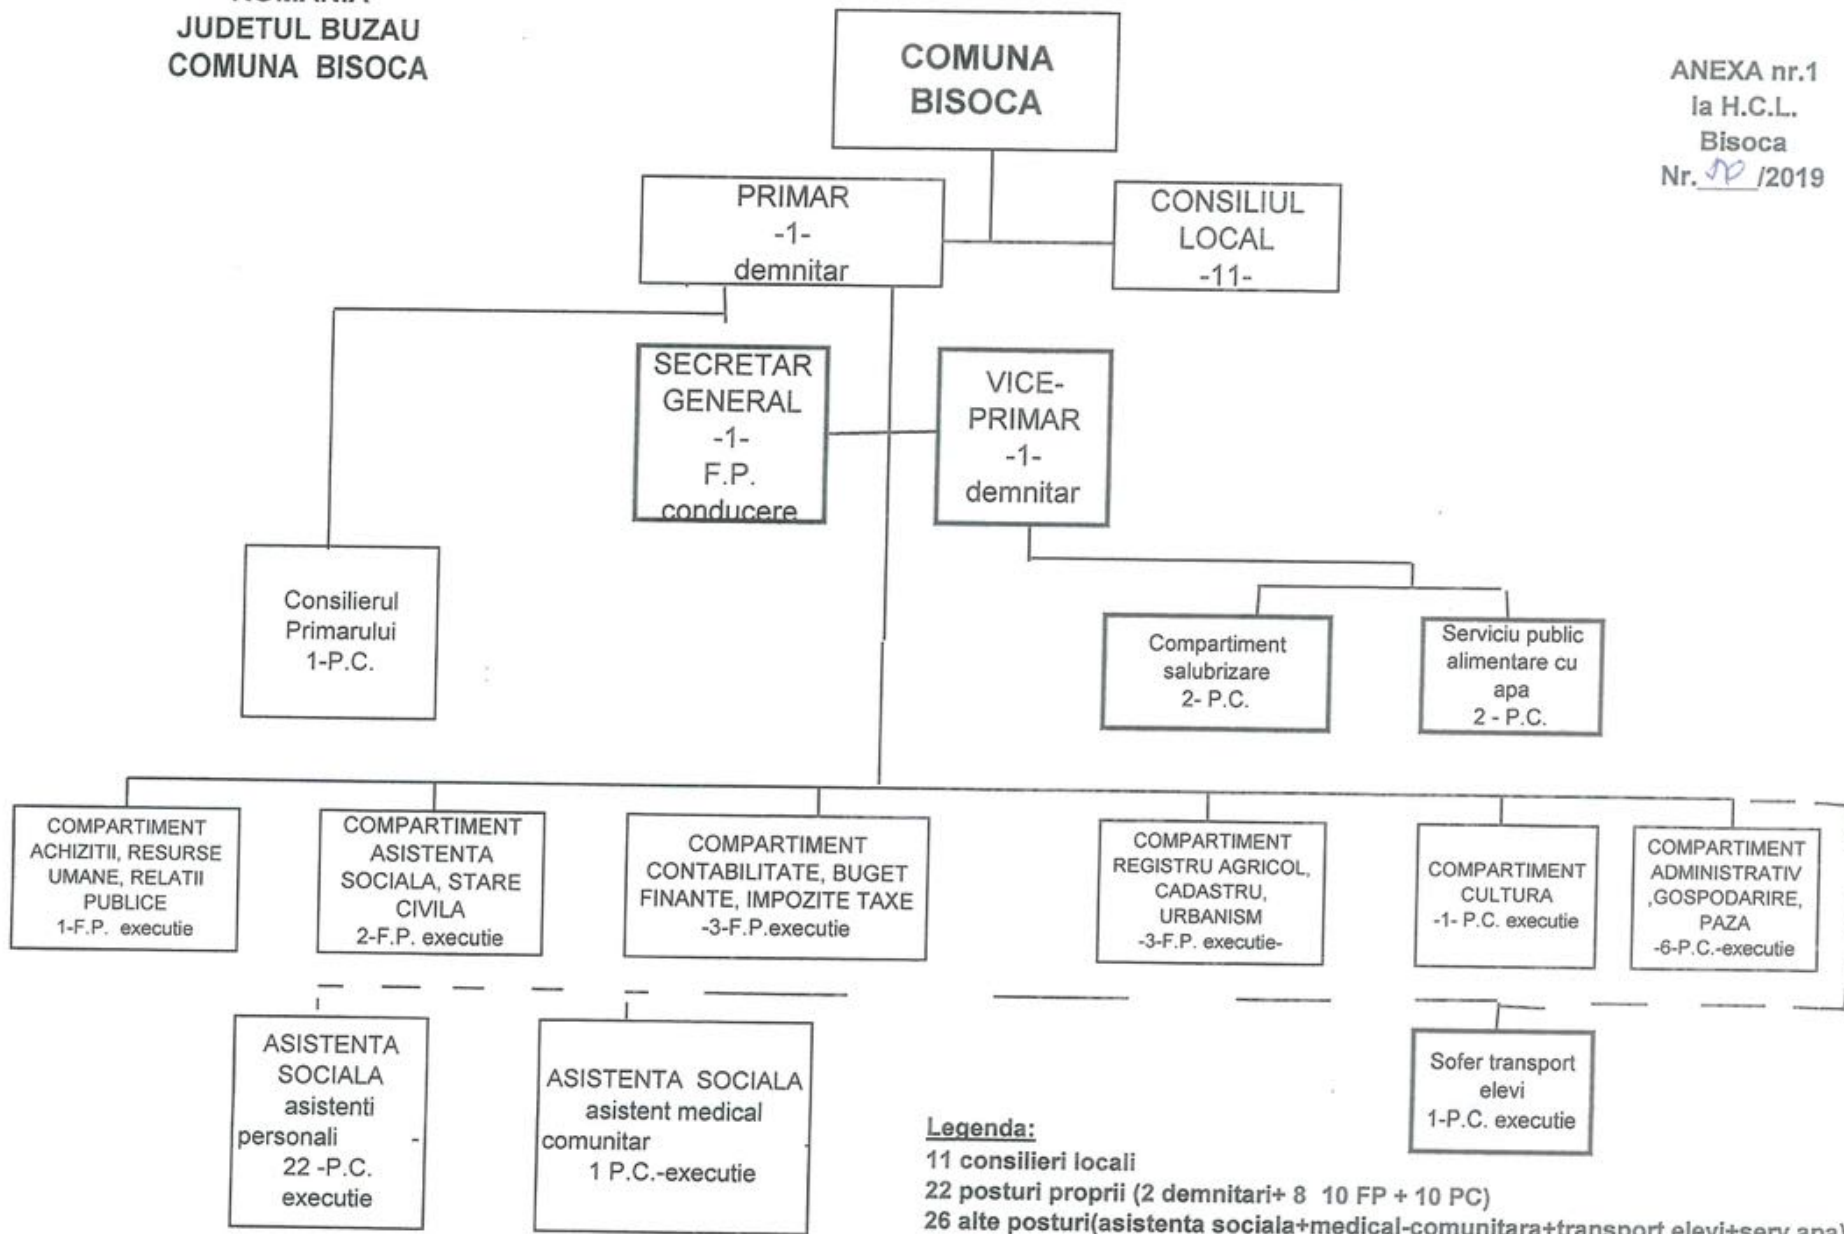 ROMANIA
JUDETUL BUZAU
COMUNA BISOCA
COMUNA
BISOCA
ANEXA nr.1
la H.C.L.
Bisoca
Nr. /2019
PRIMAR
-1-
demnitar
CONSILIUL
LOCAL
-11-
SECRETAR
GENERAL
-1-
F.P.
conducere
VICE-
PRIMAR
-1-
demnitar
Consilierul
Primarului
1-P.C.
Compartiment
salubrizare
2- P.C.
Serviciu public
alimentare cu
apa
2 - P.C.
COMPARTIMENT
ACHIZITII, RESURSE
UMANE, RELATII
PUBLICE
1-F.P. executie
COMPARTIMENT
ASISTENTA
SOCIALA, STARE
CIVILA
2-F.P. executie
COMPARTIMENT
CONTABILITATE, BUGET
FINANTE, IMPOZITE TAXE
-3-F.P.executie
COMPARTIMENT
REGISTRU AGRICOL,
CADASTRU,
URBANISM
-3-F.P. executie-
COMPARTIMENT
CULTURA
-1- P.C. executie
COMPARTIMENT
ADMINISTRATIV
,GOSPODARIRE,
PAZA
-6-P.C.-executie
ASISTENTA
SOCIALA
asistenti
personali -
22 -P.C.
executie
ASISTENTA SOCIALA
asistent medical
comunitar -
1 P.C.-executie
Sofer transport
elevi
1-P.C. executie
Legenda:
11 consilieri locali
22 posturi proprii (2 demnitari+ 8 10 FP + 10 PC)
26 alte posturi(asistenta sociala+medical-comunitara+transport elevi+serv apa)